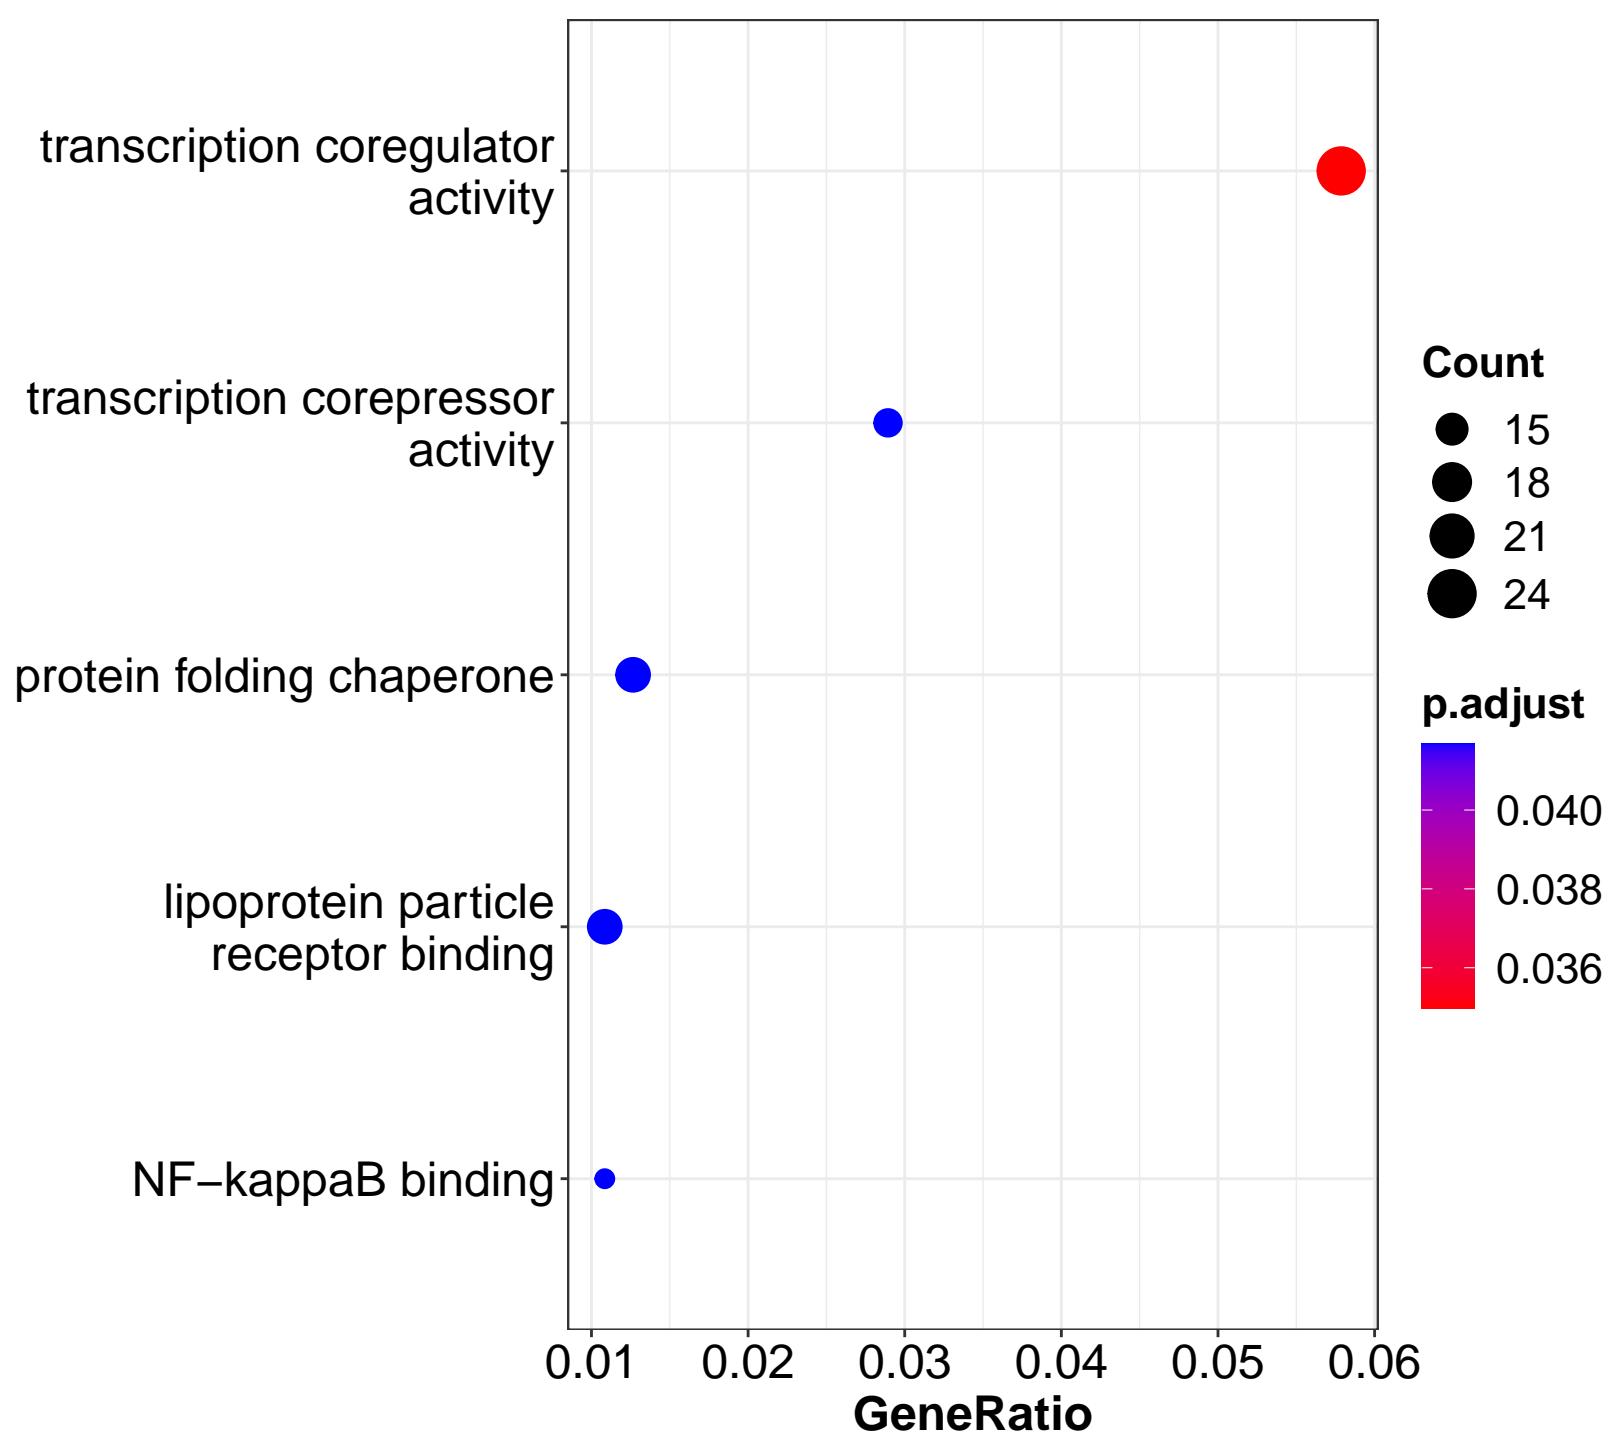 transcription coregulator
activity
transcription corepressor
activity
protein folding chaperone
lipoprotein particle
receptor binding
NF−kappaB binding
0.01 0.02 0.03 0.04 0.05 0.06
GeneRatio
Count
15
18
21
24
p.adjust
0.040
0.038
0.036